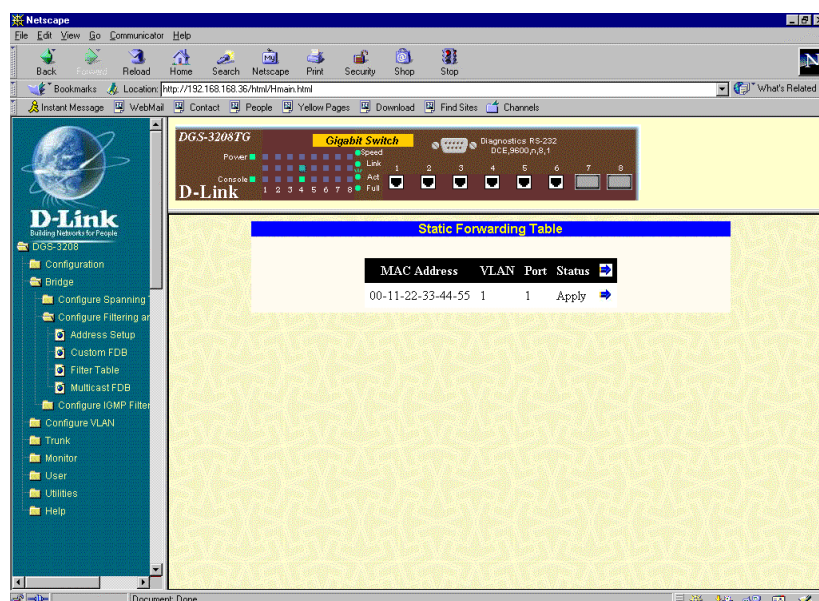 Netscape
File Edit View Go Communicator Help
Back Forward Reload Home Search Netscape Print Security Shop Stop
My
N
Bookmarks Location: http://192.168.168.36/html/Hmain.html What's Related
Instant Message WebMail Contact People Yellow Pages Download Find Sites Channels
D-Link
Building Networks for People
DGS-3208
Configuration
Bridge
Configure Spanning
Configure Filtering an
Address Setup
Custom FDB
Filter Table
Multicast FDB
Configure IGMP Filter
Configure VLAN
Trunk
Monitor
User
Utilities
Help
DGS-3208TG
Gigabit Switch
Power
Console
D-Link
1 2 3 4 5 6 7 8
Speed
Link
Act
Full
Diagnostics RS-232
DCE,9600,n,8,1
1 2 3 4 5 6 7 8
Static Forwarding Table
MAC Address VLAN Port Status
00-11-22-33-44-55 1 1 Apply
Document: Done